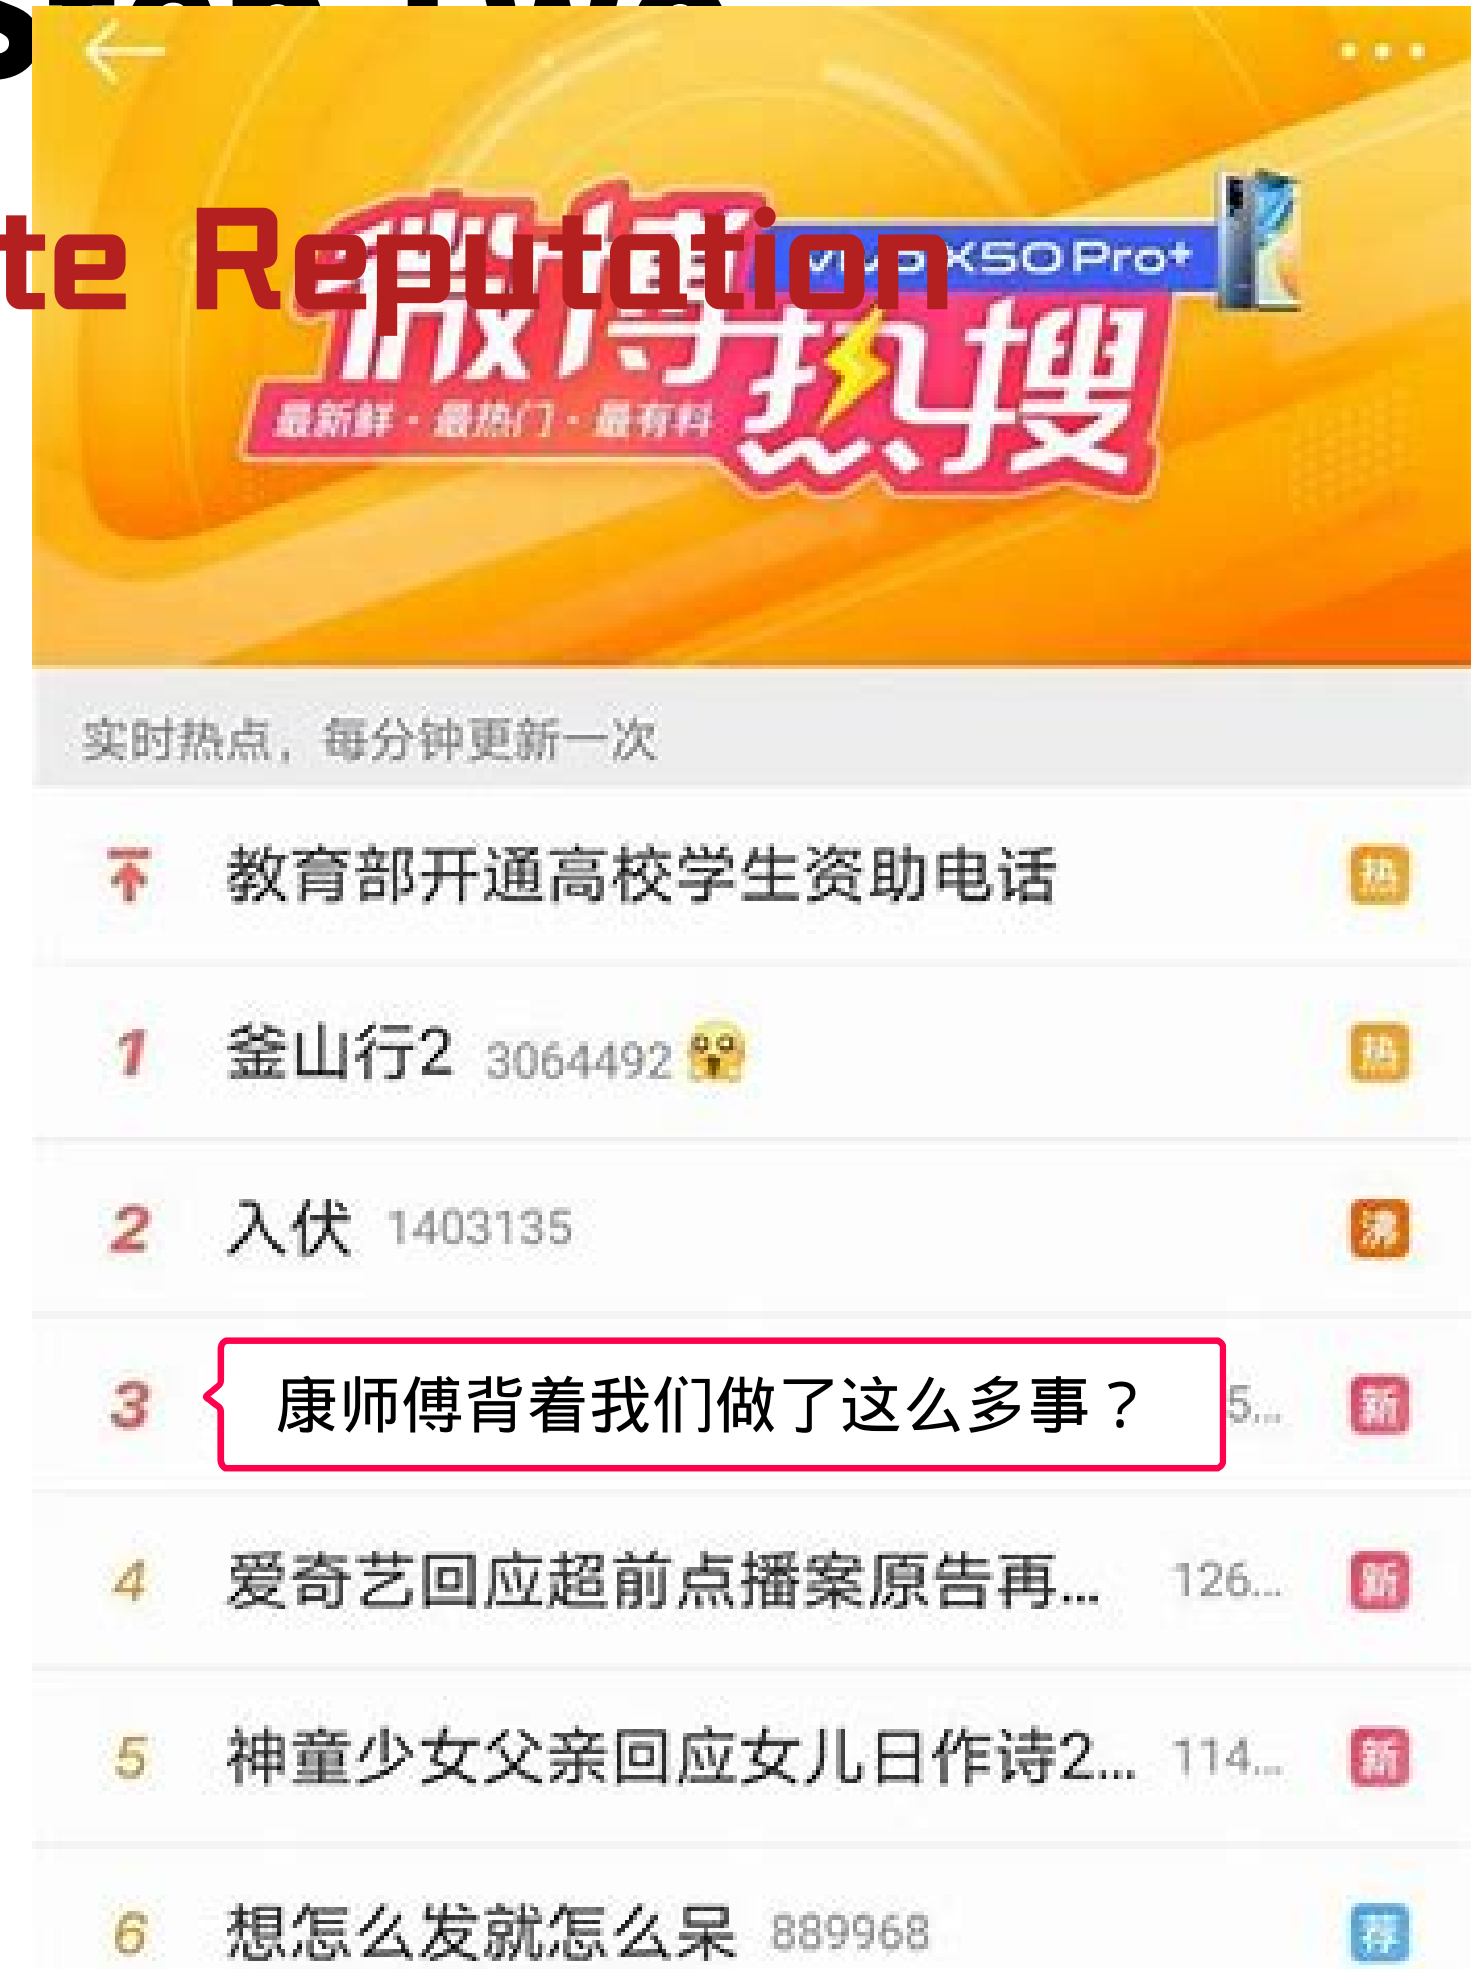 Step Two
te Reputation
微博热搜
vivo X50 Pro+
最新鲜·最热门·最有料
实时热点，每分钟更新一次
教育部开通高校学生资助电话 热
1 釜山行2 3064492 热
2 入伏 1403135 沸
3 康师傅背着我们做了这么多事？ 5... 新
4 爱奇艺回应超前点播案原告再... 126... 新
5 神童少女父亲回应女儿日作诗2... 114... 新
6 想怎么发就怎么呆 889968 荐